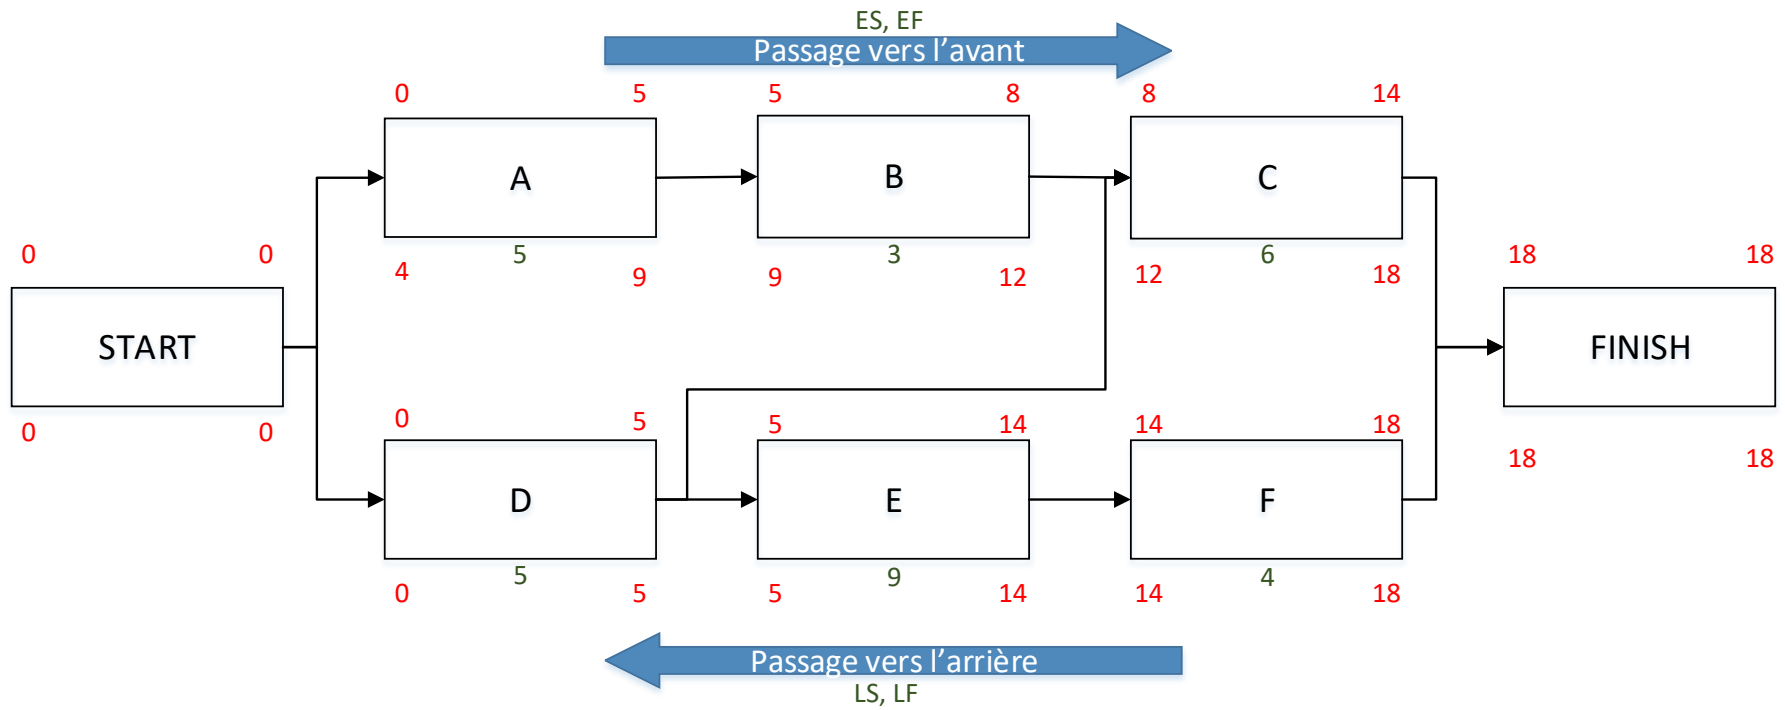 ES, EF
Passage vers l’avant
0 5 5 8 8 14
A B C
5 3 6
4 9 9 12 12 18
0 0 18 18
START FINISH
0 0 18 18
0 5 5 14 14 18
D E F
5 9 4
0 5 5 14 14 18
Passage vers l’arrière
LS, LF